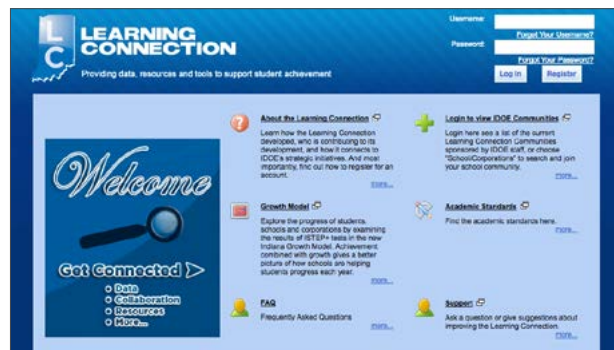 L
C
LEARNING
CONNECTION
Providing data, resources and tools to support student achievement
Username:
Forgot Your Username?
Password:
Forgot Your Password?
Log In
Register
Welcome
Get Connected >
• Data
• Collaboration
• Resources
• More...
About the Learning Connection
Learn how the Learning Connection
developed, who is contributing to its
development, and how it connects to
IDOE's strategic initiatives. And most
importantly, find out how to register for an
account.
more...
Login to view IDOE Communities
Login here see a list of the current
Learning Connection Communities
sponsored by IDOE staff, or choose
"SchoolCorporations" to search and join
your school community.
more...
Growth Model
Explore the progress of students,
schools and corporations by examining
the results of ISTEP+ tests in the new
Indiana Growth Model. Achievement
combined with growth gives a better
picture of how schools are helping
students progress each year.
more...
Academic Standards
Find the academic standards here.
more...
FAQ
Frequently Asked Questions
more...
Support
Ask a question or give suggestions about
improving the Learning Connection.
more...